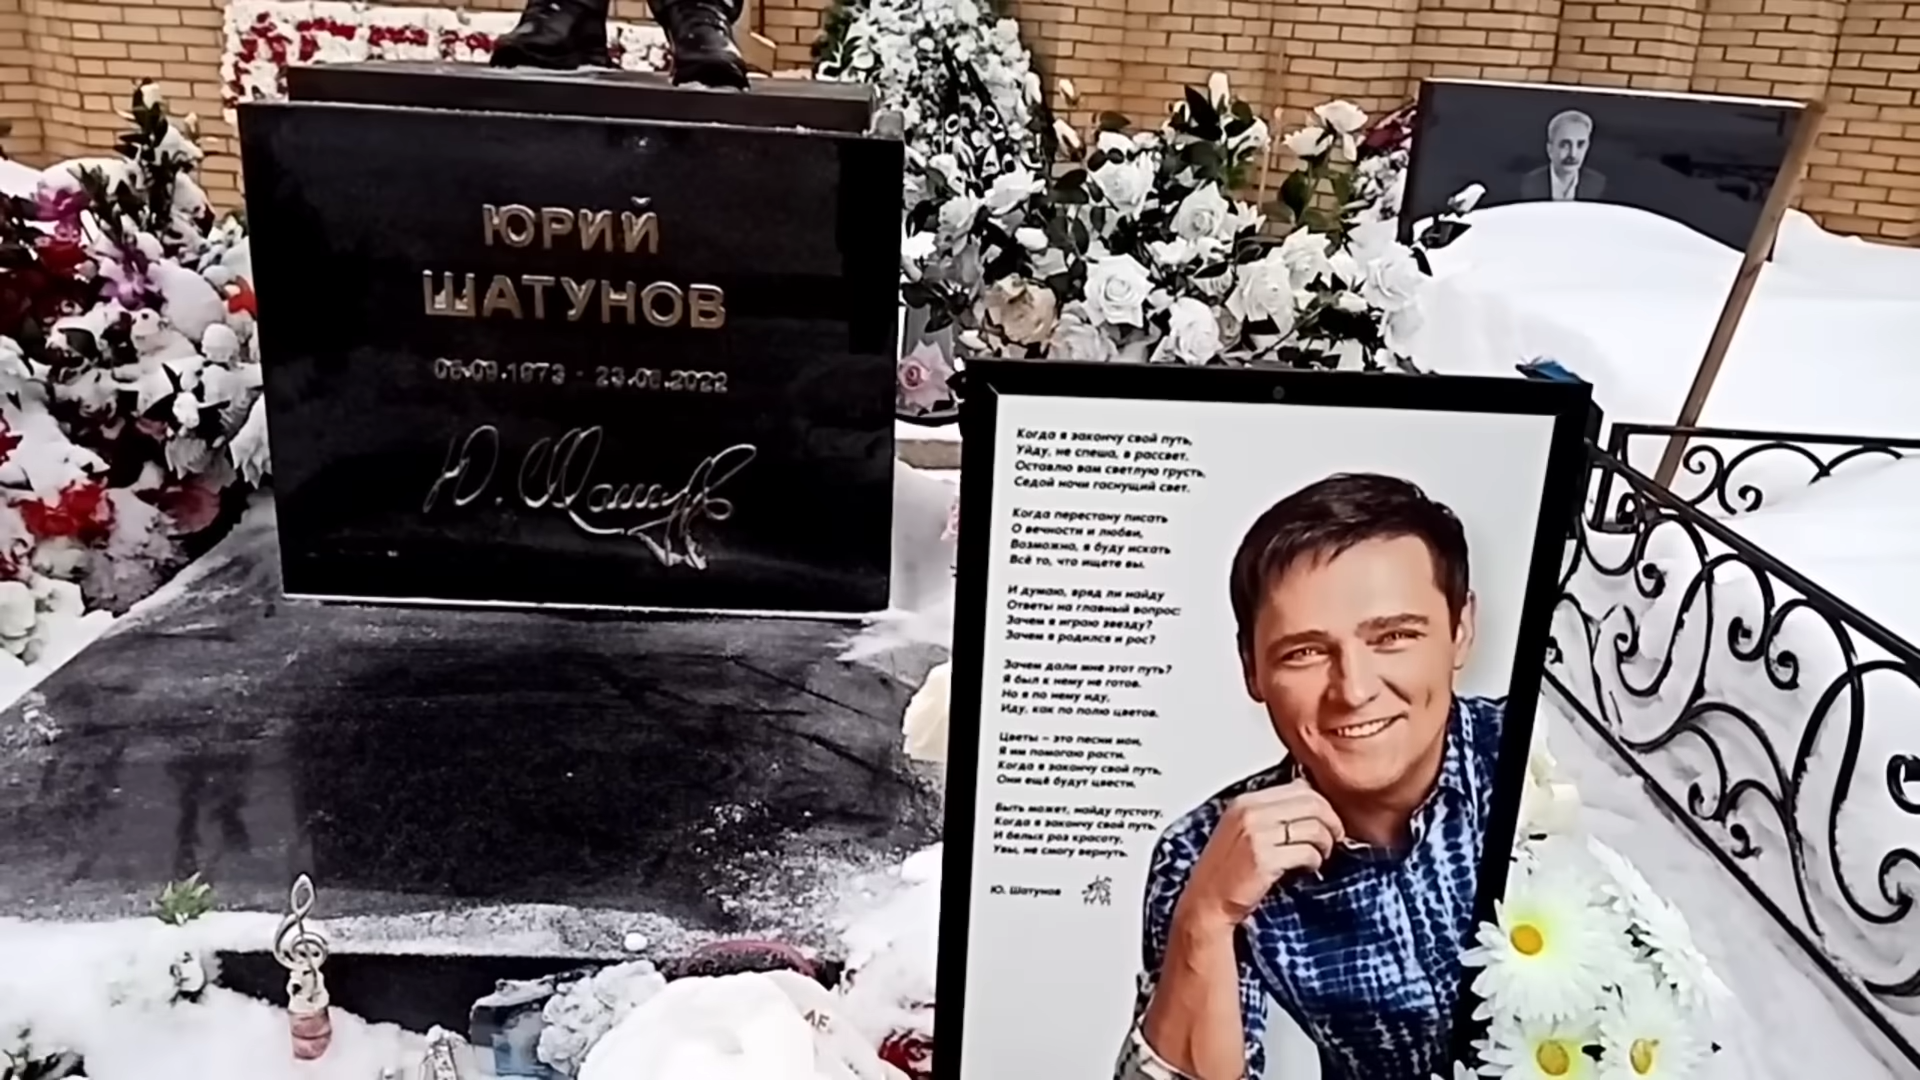 ЮРИЙ
ШАТУНОВ
06.09.1973 - 23.06.2022
Ю. Шатунов
Когда я закончу свой путь,
Уйду, не спеша, в рассвет.
Оставлю вам светлую грусть,
Седой ночи гаснущий свет.
Когда перестану писать
О вечности и любви,
Возможно, я буду искать
Всё то, что ищете вы.
И думаю, вряд ли найду
Ответы на главный вопрос:
Зачем я играю звезду?
Зачем я родился и рос?
Зачем дали мне этот путь?
Я был к нему не готов.
Но я по нему иду,
Иду, как по полю цветов.
Цветы – это песни мои,
Я им помогаю расти.
Когда я закончу свой путь,
Они ещё будут цвести.
Быть может, найду пустоту,
Когда я закончу свой путь.
И белых роз красоту,
Увы, не смогу вернуть.
Ю. Шатунов